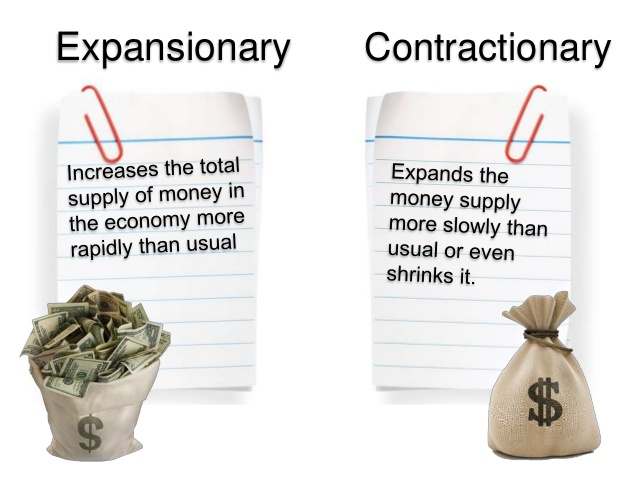 Expansionary
Contractionary
Increases the total
supply of money in
the economy more
rapidly than usual
Expands the
money supply
more slowly than
usual or even
shrinks it.
$
$